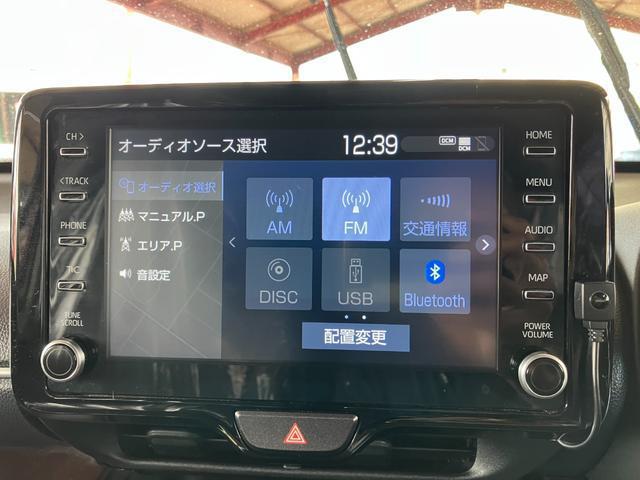 CH >
< TRACK
PHONE
T/C
TUNE
SCROLL
オーディオソース選択
12:39
DCM
DCM
オーディオ選択
マニュアル.P
エリア.P
音設定
AM
FM
交通情報
DISC
USB
Bluetooth
配置変更
HOME
MENU
AUDIO
MAP
POWER
VOLUME